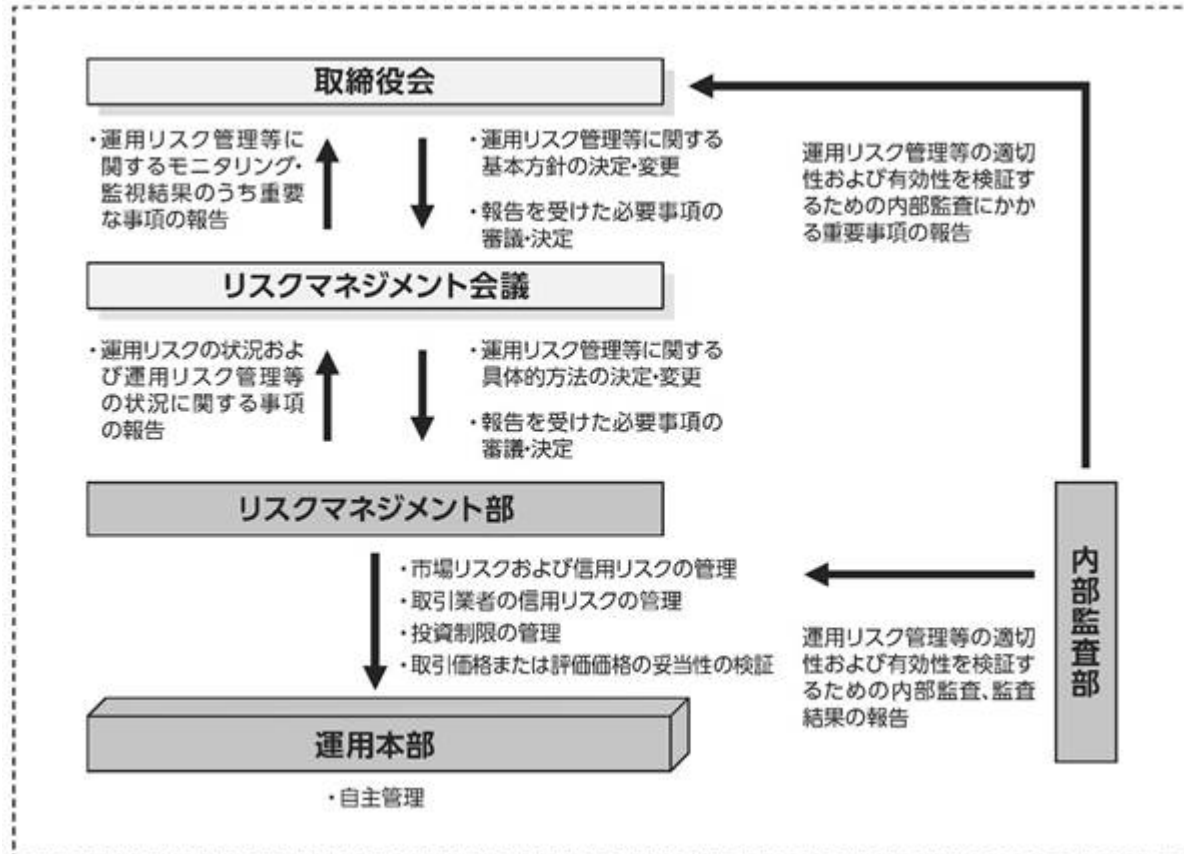 取締役会
・運用リスク管理等に
関するモニタリング・
監視結果のうち重要
な事項の報告
・運用リスク管理等に関する
基本方針の決定・変更
・報告を受けた必要事項の
審議・決定
運用リスク管理等の適切
性および有効性を検証す
るための内部監査にかか
る重要事項の報告
リスクマネジメント会議
・運用リスクの状況およ
び運用リスク管理等
の状況に関する事項
の報告
・運用リスク管理等に関する
具体的方法の決定・変更
・報告を受けた必要事項の
審議・決定
リスクマネジメント部
・市場リスクおよび信用リスクの管理
・取引業者の信用リスクの管理
・投資制限の管理
・取引価格または評価価格の妥当性の検証
運用リスク管理等の適切
性および有効性を検証す
るための内部監査、監査
結果の報告
内部監査部
運用本部
・自主管理